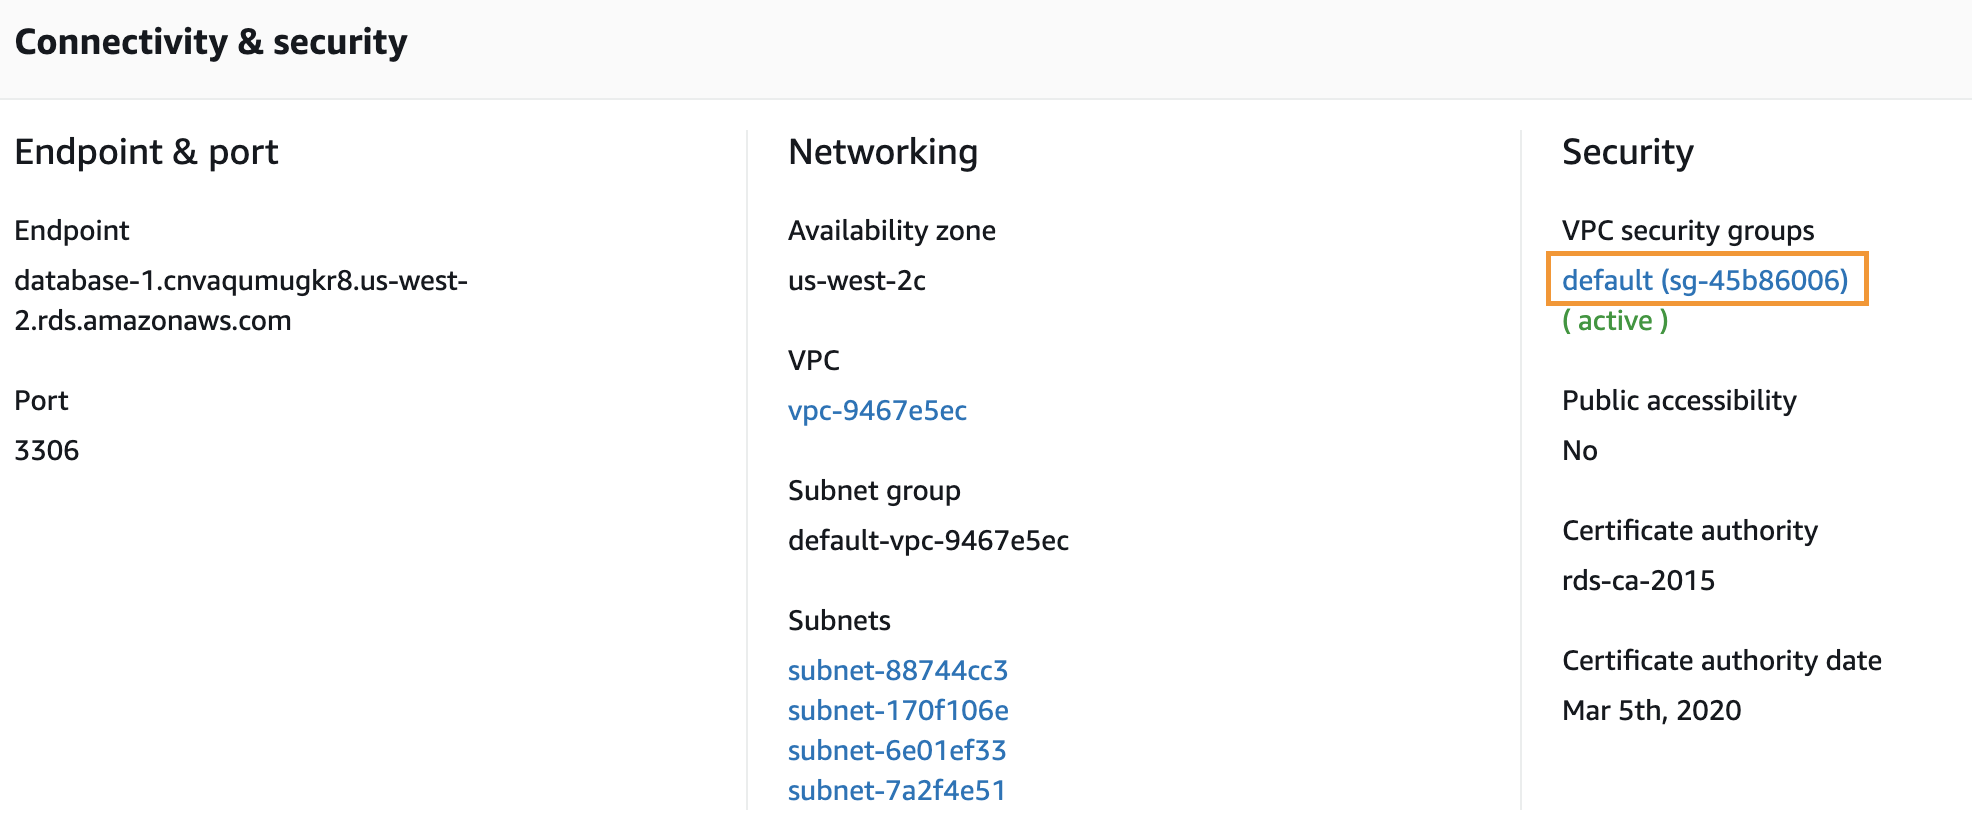 Connectivity & security
Endpoint & port
Endpoint
database-1.cnvaqumugkr8.us-west-
2.rds.amazonaws.com
Port
3306
Networking
Availability zone
us-west-2c
VPC
vpc-9467e5ec
Subnet group
default-vpc-9467e5ec
Subnets
subnet-88744cc3
subnet-170f106e
subnet-6e01ef33
subnet-7a2f4e51
Security
VPC security groups
default (sg-45b86006)
( active )
Public accessibility
No
Certificate authority
rds-ca-2015
Certificate authority date
Mar 5th, 2020